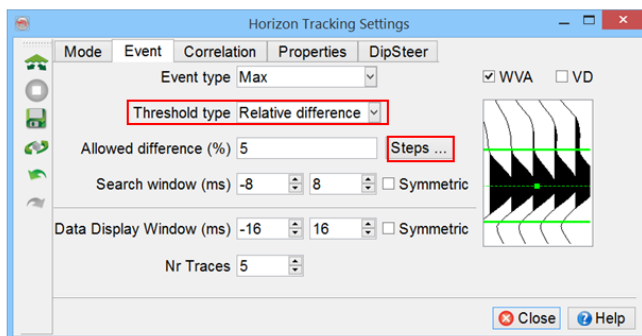 Horizon Tracking Settings
Mode Event Correlation Properties DipSteer
Event type Max
WVA VD
Threshold type Relative difference
Allowed difference (%) 5 Steps ...
Search window (ms) -8 8 Symmetric
Data Display Window (ms) -16 16 Symmetric
Nr Traces 5
Close Help